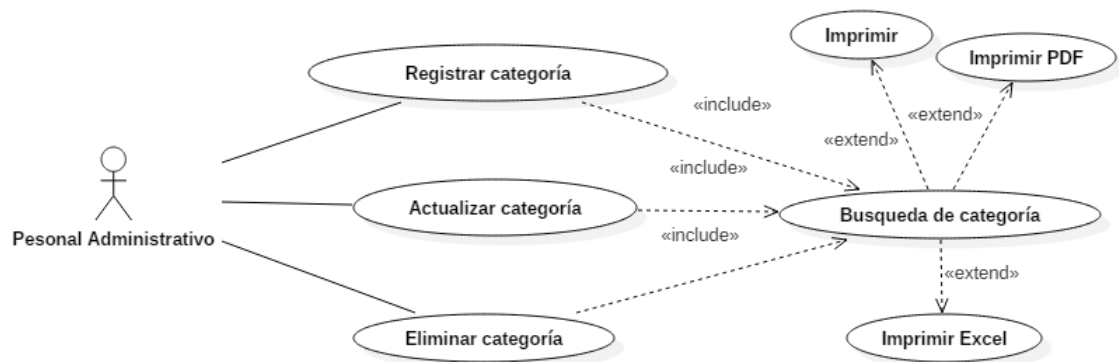 Imprimir
Imprimir PDF
Registrar categoría
«include»
«extend»
«extend»
«include»
Actualizar categoría
Busqueda de categoría
«include»
Pesonal Administrativo
«extend»
Eliminar categoría
Imprimir Excel